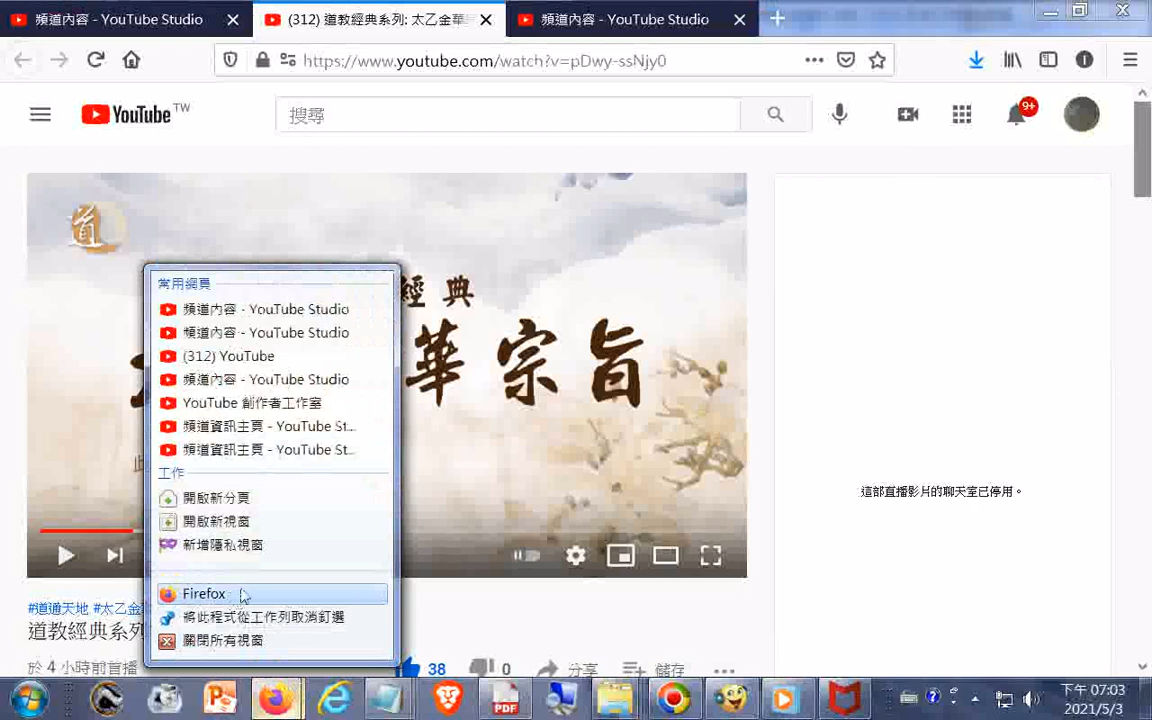 頻道內容 - YouTube Studio
(312) 道教經典系列: 太乙金華
頻道內容 - YouTube Studio
https://www.youtube.com/watch?v=pDwy-ssNjy0
YouTube TW
搜尋
9+
道
經典
華宗旨
常用網頁
頻道內容 - YouTube Studio
頻道內容 - YouTube Studio
(312) YouTube
頻道內容 - YouTube Studio
YouTube 創作者工作室
頻道資訊主頁 - YouTube St...
頻道資訊主頁 - YouTube St...
工作
開啟新分頁
開啟新視窗
新增隱私視窗
Firefox
將此程式從工作列取消釘選
關閉所有視窗
這部直播影片的聊天室已停用。
#道通天地 #太乙金
道教經典系列
於 4 小時前首播
38
0
分享
儲存
PDF
下午 07:03
2021/5/3